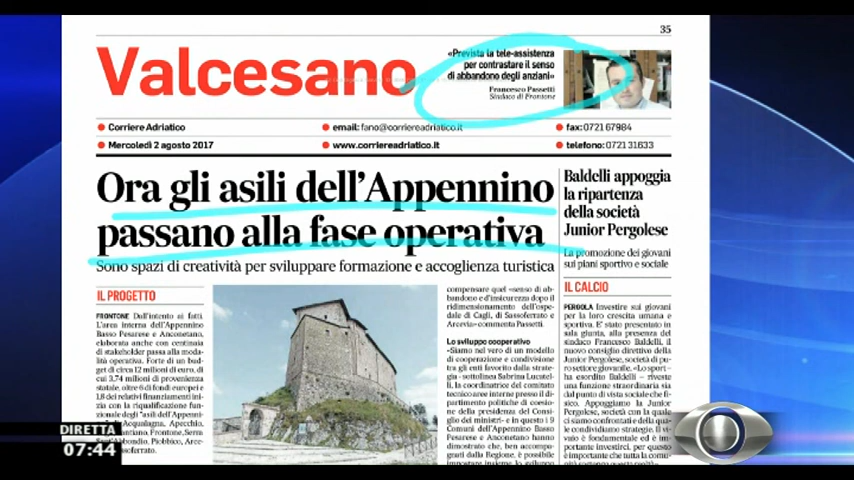 35
Valcesano
«Prevista la tele-assistenza
per contrastare il senso
di abbandono degli anziani»
Francesco Passetti
Sindaco di Frontone
Corriere Adriatico
email: fano@corriereadriatico.it
fax: 0721 67984
Mercoledì 2 agosto 2017
www.corriereadriatico.it
telefono: 0721 31633
Ora gli asili dell'Appennino
passano alla fase operativa
Sono spazi di creatività per sviluppare formazione e accoglienza turistica
IL PROGETTO
FRONTONE Dall'intento ai fatti.
L'area interna dell'Appennino
Basso Pesarese e Anconetano,
elaborata anche con centinaia
di stakeholder passa alla moda-
lità operativa. Forte di un bud-
get di circa 12 milioni di euro, di
cui 3,74 milioni di provenienza
statale, oltre 6 di fondi europei e
1,8 dei relativi finanziamenti ini-
zia con la riqualificazione fun-
zionale degli "asili dell'Appenni-
Acqualagna, Apecchio,
Cantiano, Frontone, Serra
Sant'Abbondio, Piobbico, Arce-
Sassoferrato.
compensare quel «senso di ab-
bandono e d'insicurezza dopo il
ridimensionamento dell'ospe-
dale di Cagli, di Sassoferrato e
Arcevia» commenta Passetti.
Lo sviluppo cooperativo
«Siamo nel vero di un modello
di cooperazione e condivisione
tra gli enti favorito dalla strate-
gia - sottolinea Sabrina Lucatel-
li, la coordinatrice del comitato
tecnico aree interne presso il di-
partimento politiche di coesio-
ne della presidenza del Consi-
glio dei ministri - e in questo i 9
Comuni dell'Appennino Basso
Pesarese e Anconetano hanno
dimostrato che, ben accompa-
gnati dalla Regione, è possibile
impostare insieme lo sviluppo
Baldelli appoggia
la ripartenza
della società
Junior Pergolese
La promozione dei giovani
sui piani sportivo e sociale
IL CALCIO
PERGOLA Investire sui giovani
per la loro crescita umana e
sportiva. E' stato presentato in
sala giunta, alla presenza del
sindaco Francesco Baldelli, il
nuovo consiglio direttivo della
Junior Pergolese, società di pu-
ro settore giovanile. «Lo sport –
ha esordito Baldelli – riveste
una funzione straordinaria sia
dal punto di vista sociale che fi-
sico. Appoggiamo la Junior
Pergolese, società con la quale
ci siamo confrontati e della qua-
le condividiamo strategie. Il vi-
vaio è fondamentale ed è
importante investirci, per questo
è importante che tutta la comu-
DIRETTA
07:44